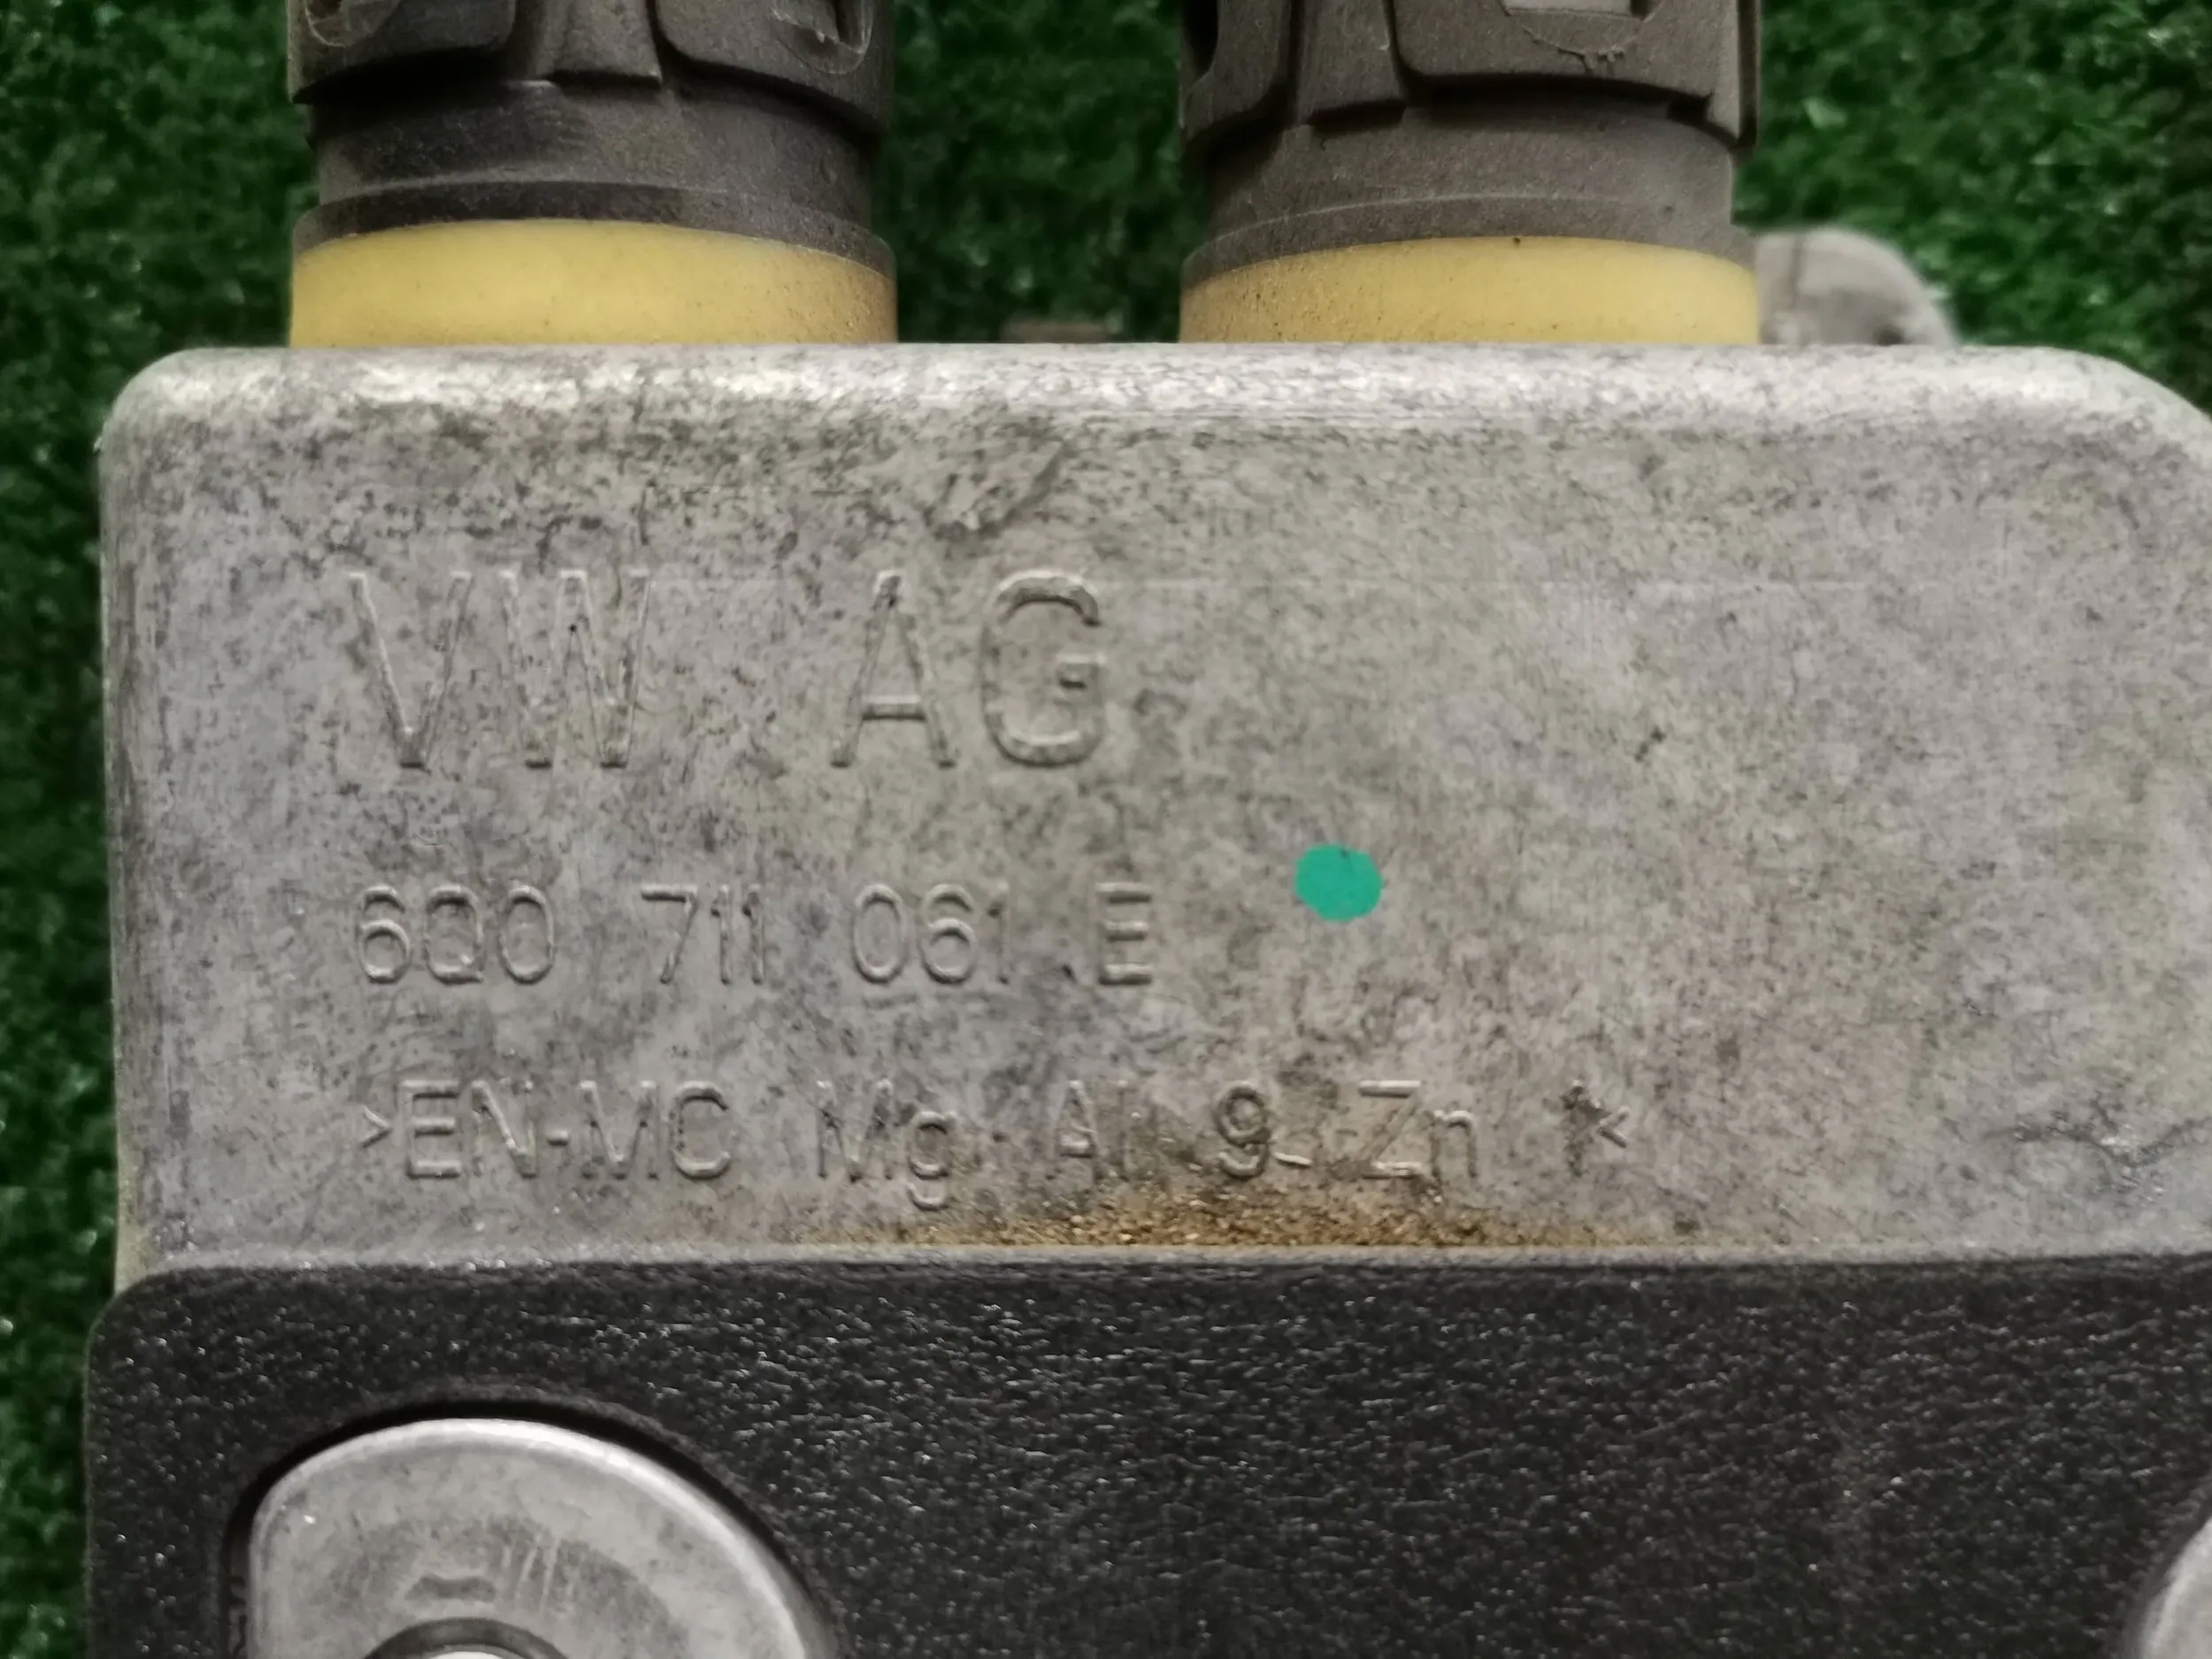 VW AG
6Q0 711 061 E
>EN-MC Mg Al 9 Zn 1<